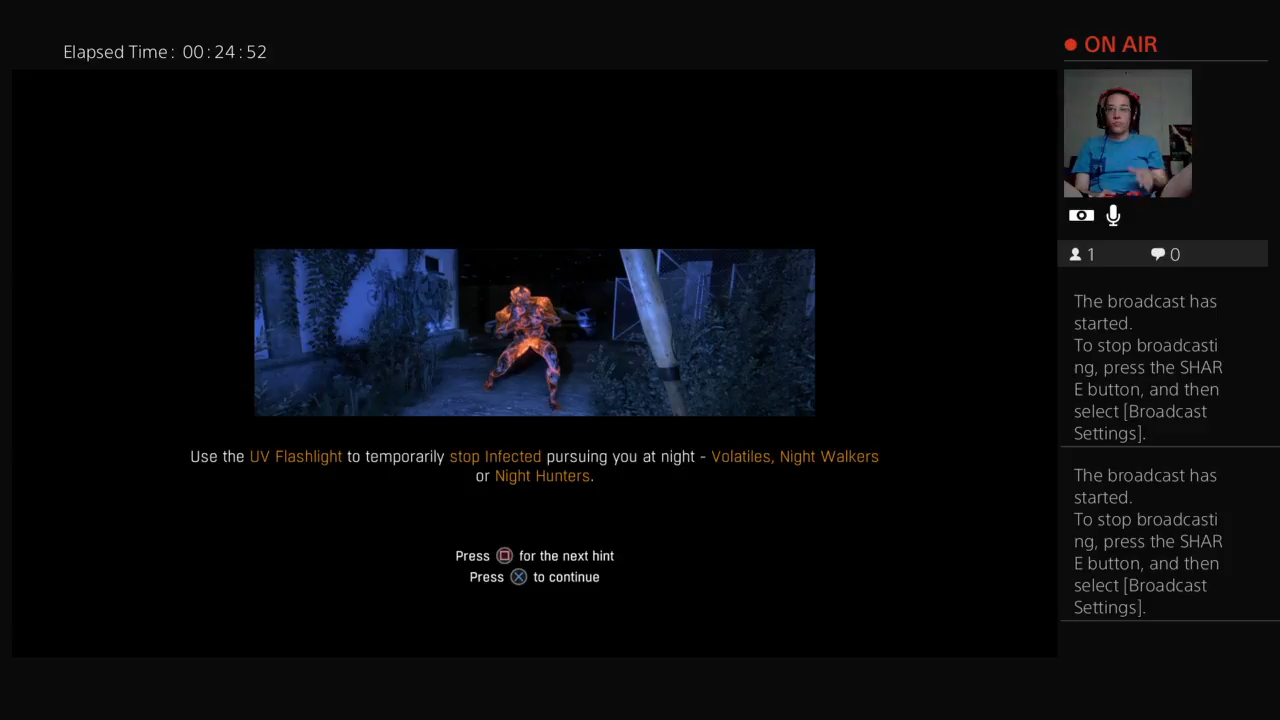 Elapsed Time: 00:24:52
ON AIR
1 0
The broadcast has
started.
To stop broadcasti
ng, press the SHAR
E button, and then
select [Broadcast
Settings].
The broadcast has
started.
To stop broadcasti
ng, press the SHAR
E button, and then
select [Broadcast
Settings].
Use the UV Flashlight to temporarily stop Infected pursuing you at night - Volatiles, Night Walkers
or Night Hunters.
Press for the next hint
Press to continue